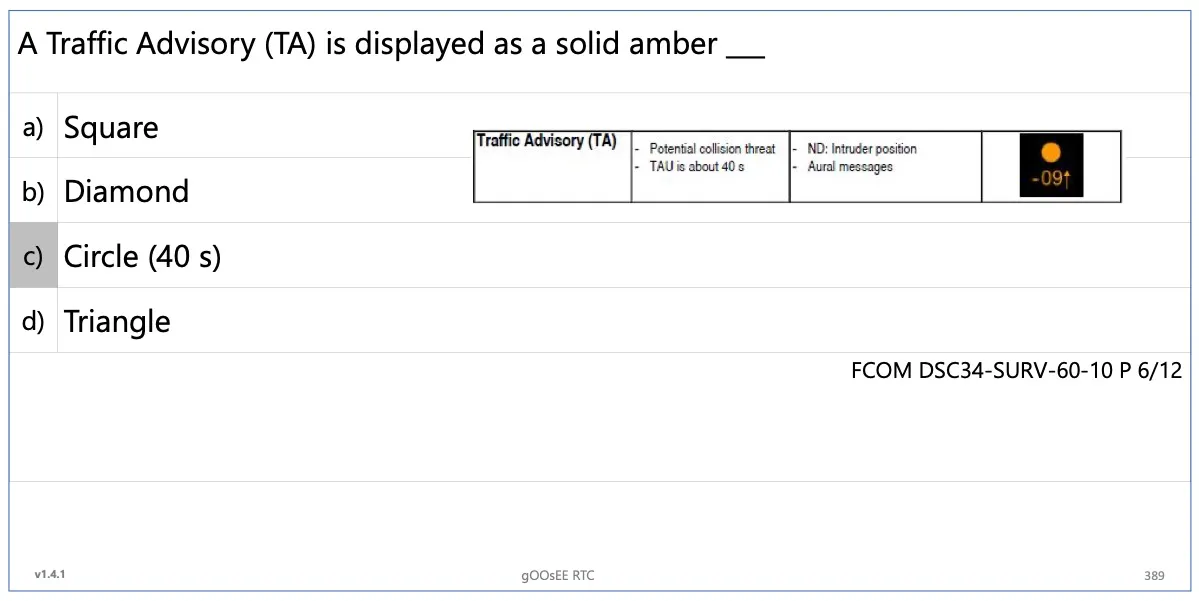 A Traffic Advisory (TA) is displayed as a solid amber ___
a) Square
Traffic Advisory (TA)
- Potential collision threat
- TAU is about 40 s
- ND: Intruder position
- Aural messages
-09↑
b) Diamond
c) Circle (40 s)
d) Triangle
FCOM DSC34-SURV-60-10 P 6/12
v1.4.1
gOOsEE RTC
389